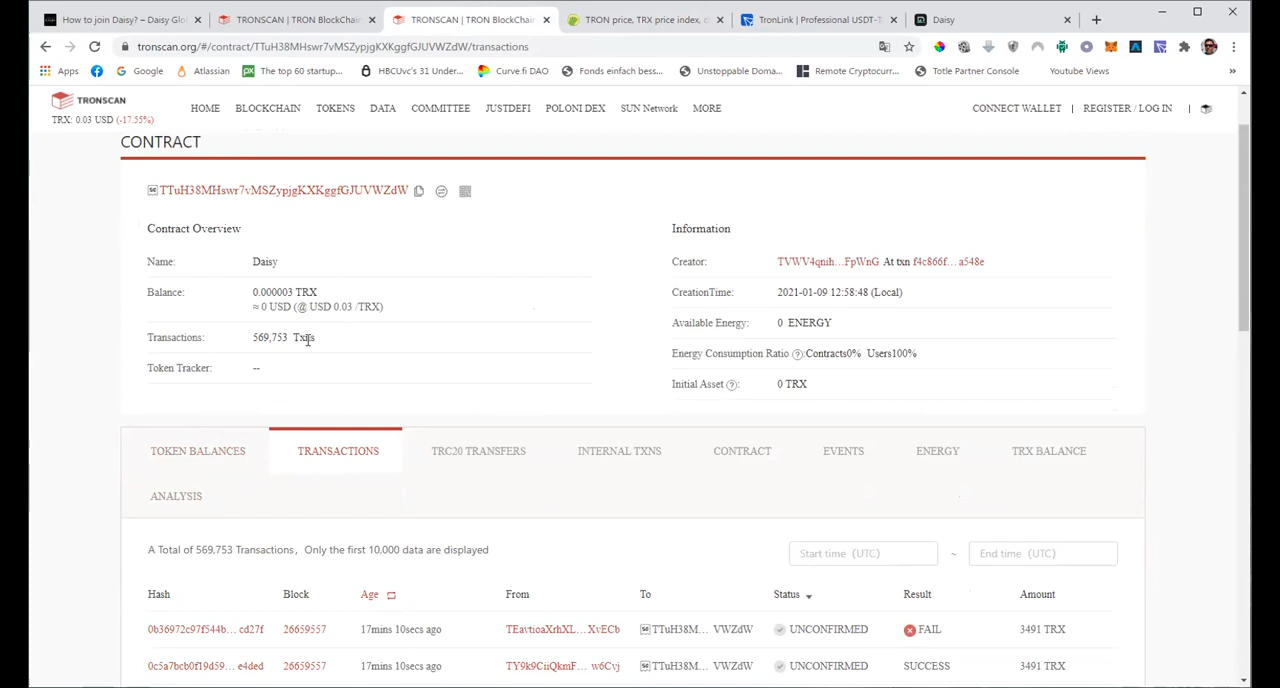 How to join Daisy? – Daisy Glo
TRONSCAN | TRON BlockChain
TRONSCAN | TRON BlockChain
TRON price, TRX price index, c
TronLink | Professional USDT-T
Daisy
tronscan.org/#/contract/TTuH38MHswr7vMSZypjgKXKggfGJUVWZdW/transactions
Apps
Google
Atlassian
The top 60 startup...
HBCUvc's 31 Under...
Curve.fi DAO
Fonds einfach bess...
Unstoppable Doma...
Remote Cryptocurr...
Totle Partner Console
Youtube Views
»
TRONSCAN
TRX: 0.03 USD (-17.55%)
HOME
BLOCKCHAIN
TOKENS
DATA
COMMITTEE
JUSTDEFI
POLONI DEX
SUN Network
MORE
CONNECT WALLET | REGISTER / LOG IN |
CONTRACT
TTuH38MHswr7vMSZypjgKXKggfGJUVWZdW
Contract Overview
Name: Daisy
Balance: 0.000003 TRX
≈ 0 USD (@ USD 0.03 /TRX)
Transactions: 569,753 Txns
Token Tracker: --
Information
Creator: TVWV4qnih...FpWnG At txn f4c866f... a548e
CreationTime: 2021-01-09 12:58:48 (Local)
Available Energy: 0 ENERGY
Energy Consumption Ratio ?:Contracts0% Users100%
Initial Asset ?: 0 TRX
TOKEN BALANCES
TRANSACTIONS
TRC20 TRANSFERS
INTERNAL TXNS
CONTRACT
EVENTS
ENERGY
TRX BALANCE
ANALYSIS
A Total of 569,753 Transactions, Only the first 10,000 data are displayed
Start time (UTC) ~ End time (UTC)
Hash Block Age From To Status Result Amount
0b36972c97f544b... cd27f 26659557 17mins 10secs ago TEavtioaXrhXL... XvECb TTuH38M... VWZdW UNCONFIRMED FAIL 3491 TRX
0c5a7bcb0f19d59... e4ded 26659557 17mins 10secs ago TY9k9CiiQkmF... w6Cvj TTuH38M... VWZdW UNCONFIRMED SUCCESS 3491 TRX